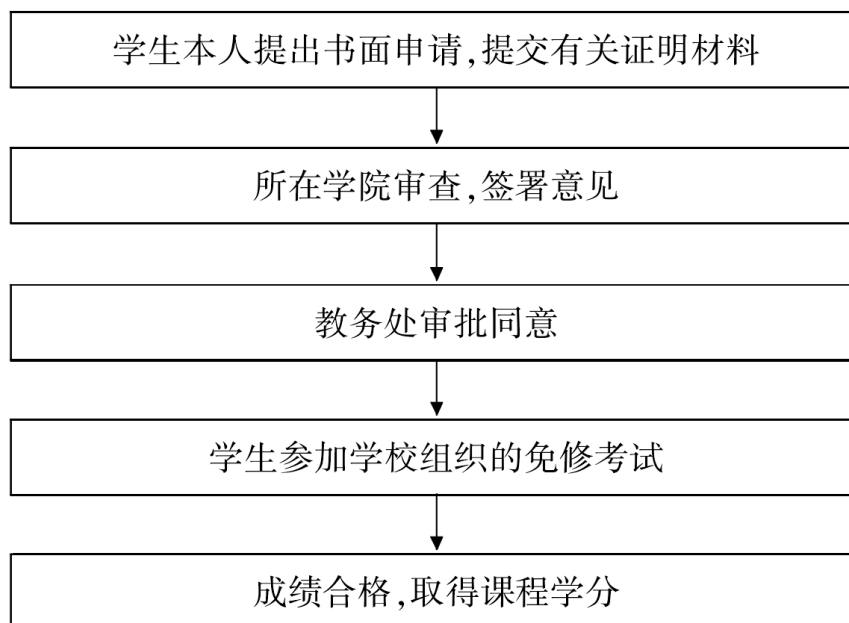 学生本人提出书面申请,提交有关证明材料
所在学院审查,签署意见
教务处审批同意
学生参加学校组织的免修考试
成绩合格,取得课程学分